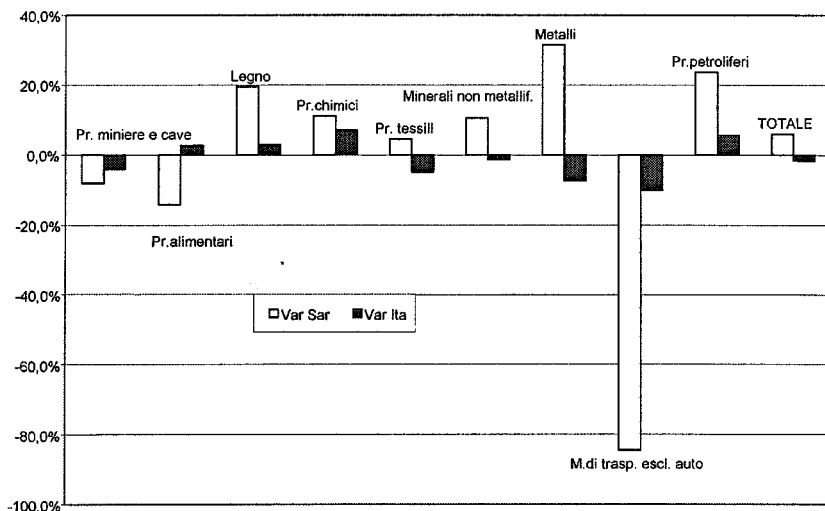 40,0%
Metalli
Pr.petroliferi
20,0%
Legno
Pr.chimici
Minerali non metallif.
Pr. miniere e cave
Pr. tessili
TOTALE
0,0%
-20,0%
Pr.alimentari
-40,0%
Var Sar
Var Ita
-60,0%
-80,0%
M.di trasp. escl. auto
-100,0%